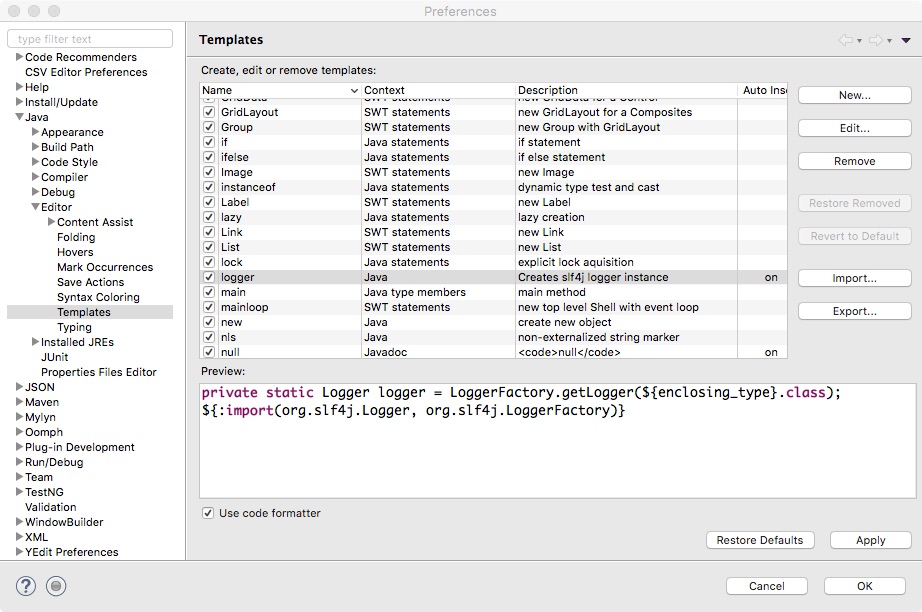 Preferences
type filter text
Code Recommenders
CSV Editor Preferences
Help
Install/Update
Java
Appearance
Build Path
Code Style
Compiler
Debug
Editor
Content Assist
Folding
Hovers
Mark Occurrences
Save Actions
Syntax Coloring
Templates
Typing
Installed JREs
JUnit
Properties Files Editor
JSON
Maven
Mylyn
Oomph
Plug-in Development
Run/Debug
Team
TestNG
Validation
WindowBuilder
XML
YEdit Preferences
Templates
Create, edit or remove templates:
Name Context Description Auto Inse
GridData SWT statements new GridData for a Control
GridLayout SWT statements new GridLayout for a Composites
Group SWT statements new Group with GridLayout
if Java statements if statement
ifelse Java statements if else statement
Image SWT statements new Image
instanceof Java statements dynamic type test and cast
Label SWT statements new Label
lazy Java statements lazy creation
Link SWT statements new Link
List SWT statements new List
lock Java statements explicit lock aquisition
logger Java Creates slf4j logger instance on
main Java type members main method
mainloop SWT statements new top level Shell with event loop
new Java create new object
nls Java non-externalized string marker
null Javadoc <code>null</code> on
New...
Edit...
Remove
Restore Removed
Revert to Default
Import...
Export...
Preview:
private static Logger logger = LoggerFactory.getLogger(${enclosing_type}.class);
${:import(org.slf4j.Logger, org.slf4j.LoggerFactory)}
Use code formatter
Restore Defaults Apply
? Cancel OK